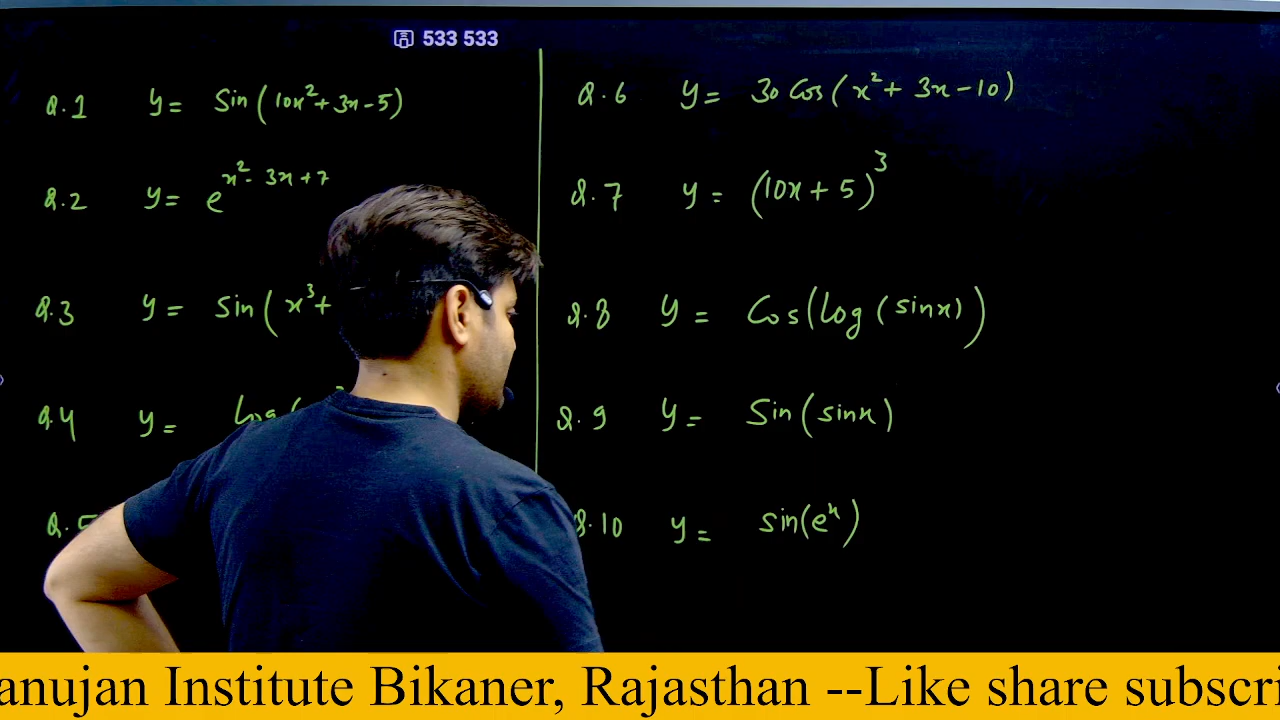 533 533
Q.1 y = Sin(10x²+3x-5)
Q.2 y = e^{x²-3x+7}
Q.3 y = Sin(x³+
Q.4 y =
Q.6 y = 30 Cos(x²+3x-10)
Q.7 y = (10x+5)³
Q.8 y = Cos(log(sinx))
Q.9 y = Sin(sinx)
Q.10 y = sin(eˣ)
anujan Institute Bikaner, Rajasthan --Like share subscri